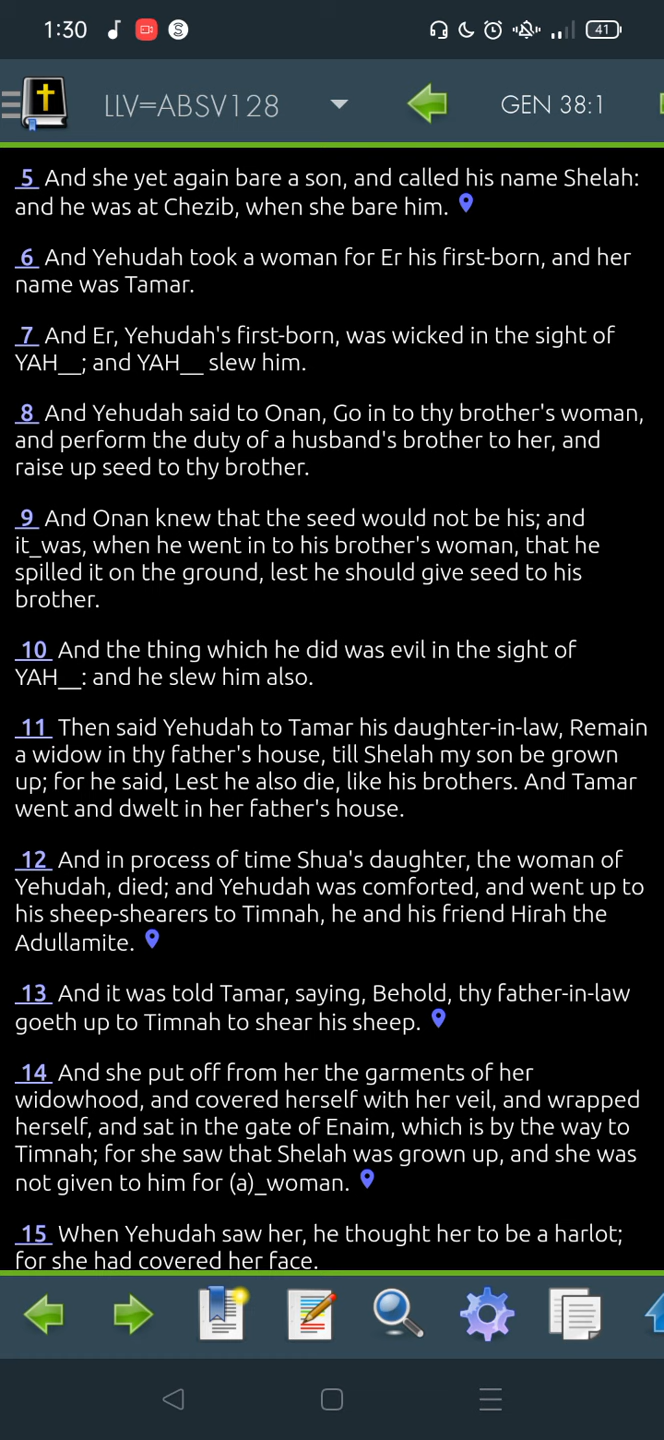 1:30
41
LLV=ABSV128
GEN 38:1
5 And she yet again bare a son, and called his name Shelah:
and he was at Chezib, when she bare him.
6 And Yehudah took a woman for Er his first-born, and her
name was Tamar.
7 And Er, Yehudah's first-born, was wicked in the sight of
YAH__; and YAH__ slew him.
8 And Yehudah said to Onan, Go in to thy brother's woman,
and perform the duty of a husband's brother to her, and
raise up seed to thy brother.
9 And Onan knew that the seed would not be his; and
it_was, when he went in to his brother's woman, that he
spilled it on the ground, lest he should give seed to his
brother.
10 And the thing which he did was evil in the sight of
YAH__: and he slew him also.
11 Then said Yehudah to Tamar his daughter-in-law, Remain
a widow in thy father's house, till Shelah my son be grown
up; for he said, Lest he also die, like his brothers. And Tamar
went and dwelt in her father's house.
12 And in process of time Shua's daughter, the woman of
Yehudah, died; and Yehudah was comforted, and went up to
his sheep-shearers to Timnah, he and his friend Hirah the
Adullamite.
13 And it was told Tamar, saying, Behold, thy father-in-law
goeth up to Timnah to shear his sheep.
14 And she put off from her the garments of her
widowhood, and covered herself with her veil, and wrapped
herself, and sat in the gate of Enaim, which is by the way to
Timnah; for she saw that Shelah was grown up, and she was
not given to him for (a)_woman.
15 When Yehudah saw her, he thought her to be a harlot;
for she had covered her face.